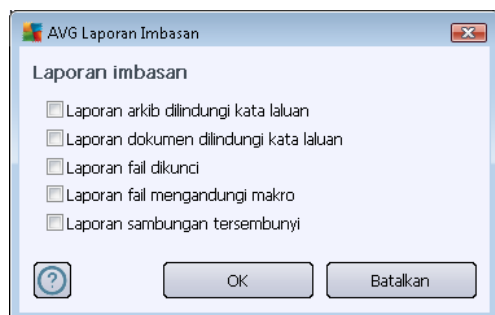 AVG Laporan Imbasan
Laporan imbasan
Laporan arkib dilindungi kata laluan
Laporan dokumen dilindungi kata laluan
Laporan fail dikunci
Laporan fail mengandungi makro
Laporan sambungan tersembunyi
?
OK
Batalkan